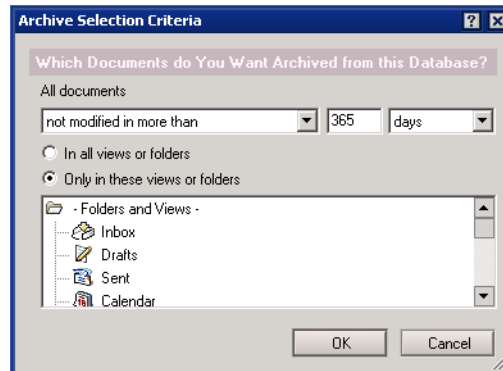 Archive Selection Criteria
Which Documents do You Want Archived from this Database?
All documents
not modified in more than 365 days
In all views or folders
Only in these views or folders
- Folders and Views -
Inbox
Drafts
Sent
Calendar
OK Cancel